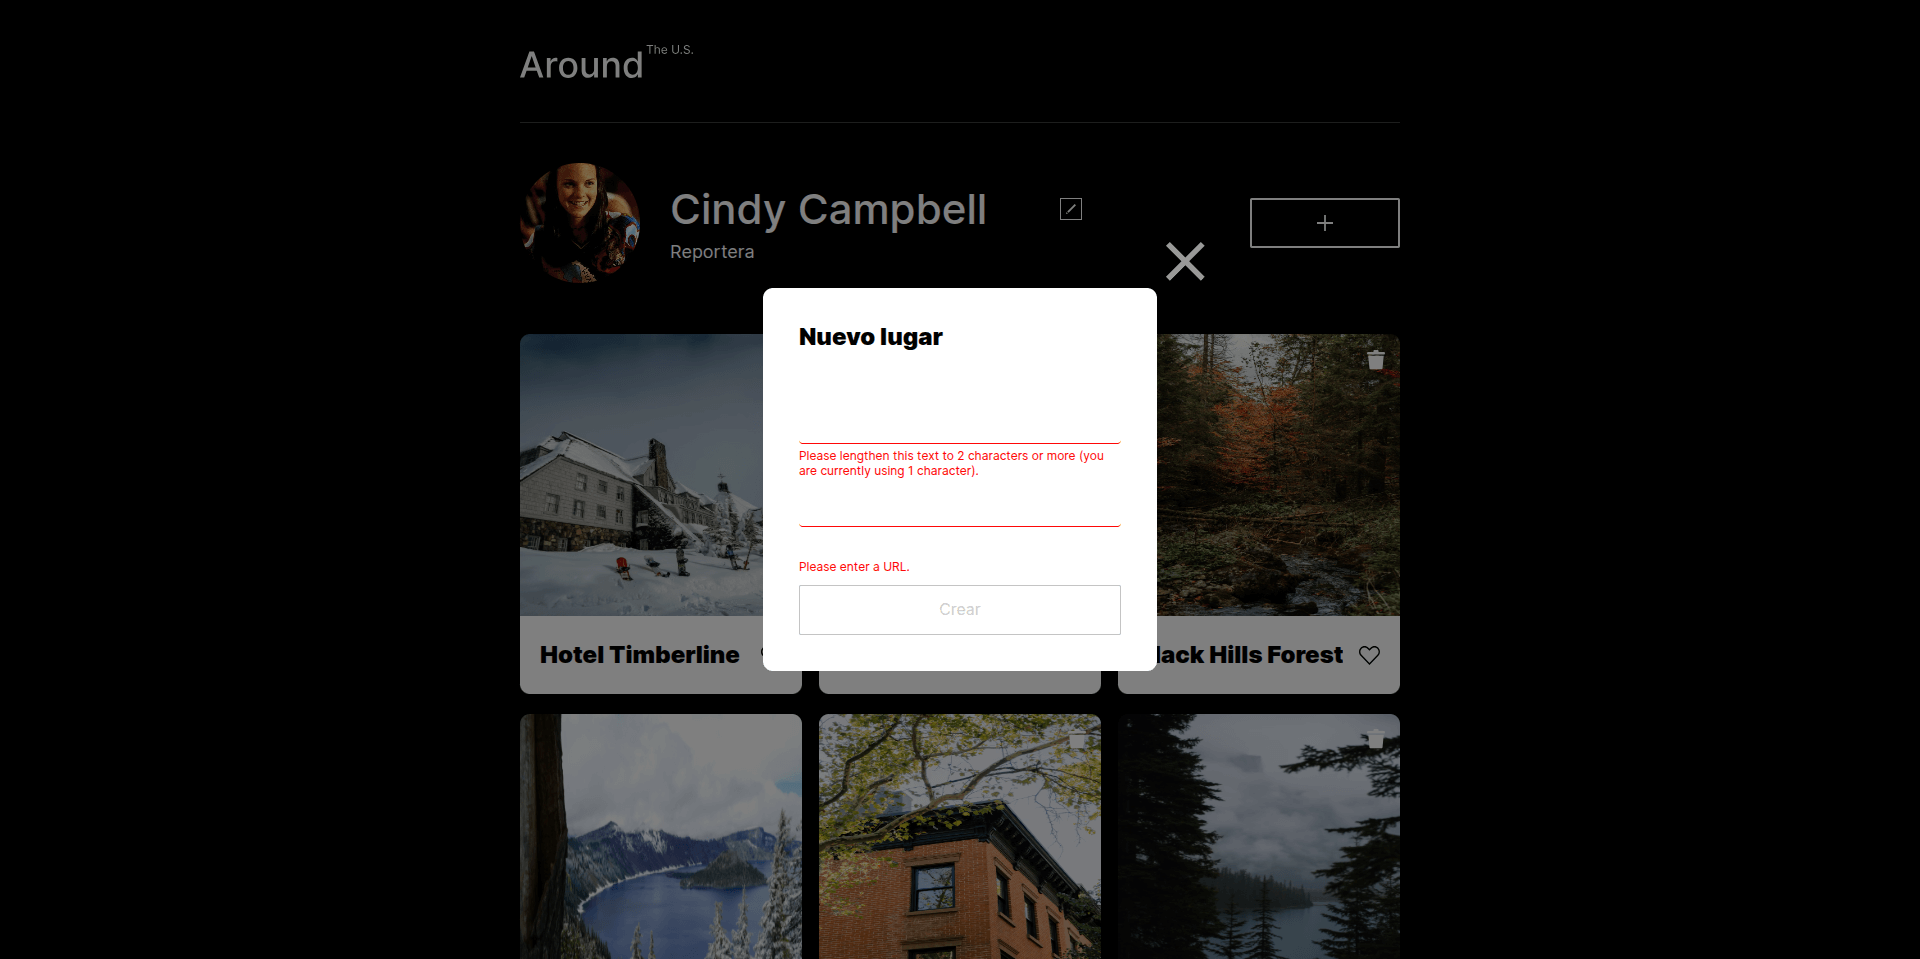 Around The U.S.
Cindy Campbell
Reportera
Nuevo lugar
Please lengthen this text to 2 characters or more (you
are currently using 1 character).
Please enter a URL.
Crear
Hotel Timberline
lack Hills Forest